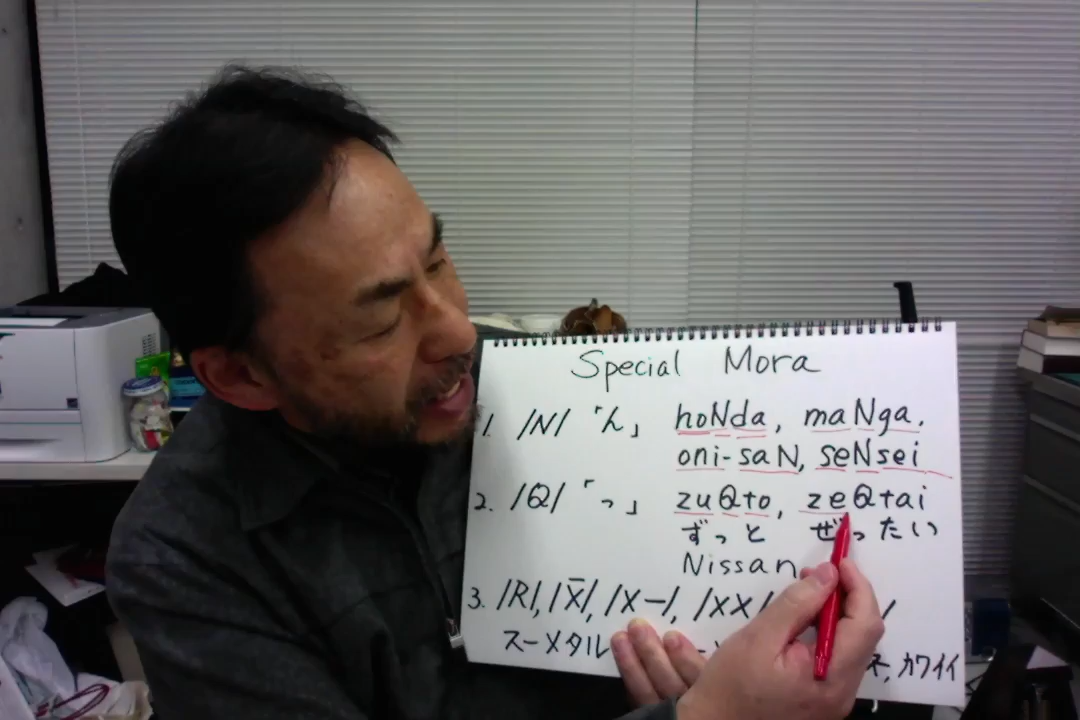 Special Mora
1. /N/ 「ん」 hoNda, maNga,
oni-saN, seNsei
2. /Q/ 「っ」 zuQto, zeQtai
ずっと ぜったい
Nissan
3. /R/, /X̄/, /X-/, /XX/
スーメタル カワイイ